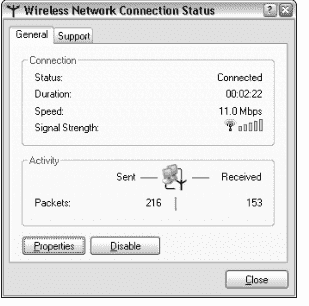 Wireless Network Connection Status
General Support
Connection
Status: Connected
Duration: 00:02:22
Speed: 11.0 Mbps
Signal Strength:
Activity
Sent — — Received
Packets: 216 153
Properties Disable
Close